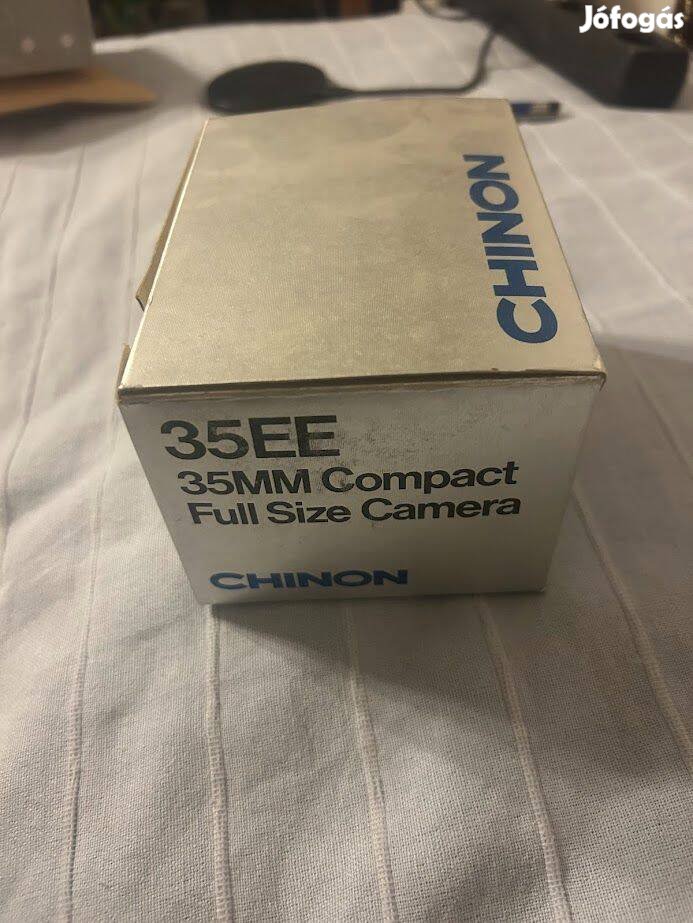 Jófogás
CHINON
35EE
35MM Compact
Full Size Camera
CHINON